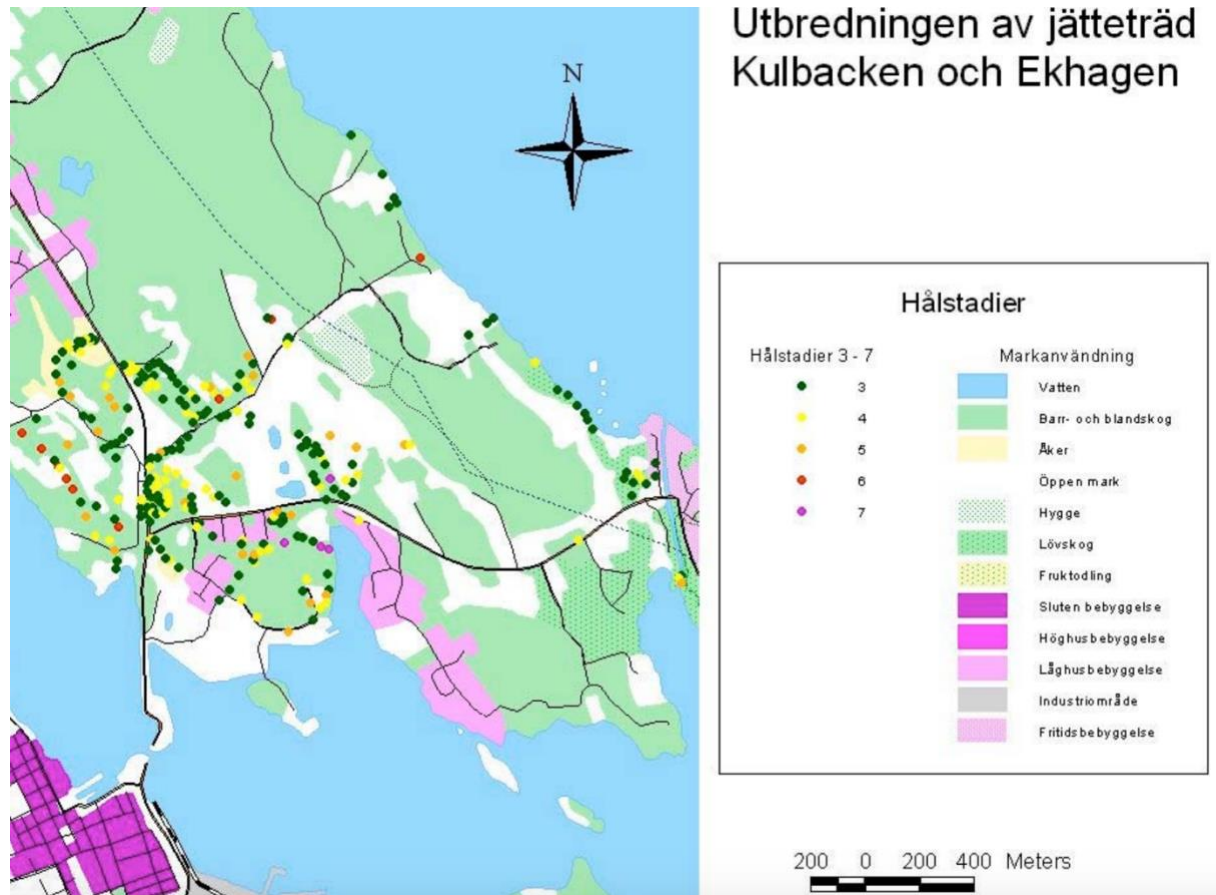 Utbredningen av jätteträd
Kulbacken och Ekhagen
N
Hålstadier
Hålstadier 3 - 7
3
4
5
6
7
Markanvändning
Vatten
Barr- och blandskog
Åker
Öppen mark
Hygge
Lövskog
Fruktodling
Sluten bebyggelse
Höghusbebyggelse
Låghusbebyggelse
Industriområde
Fritidsbebyggelse
200 0 200 400 Meters